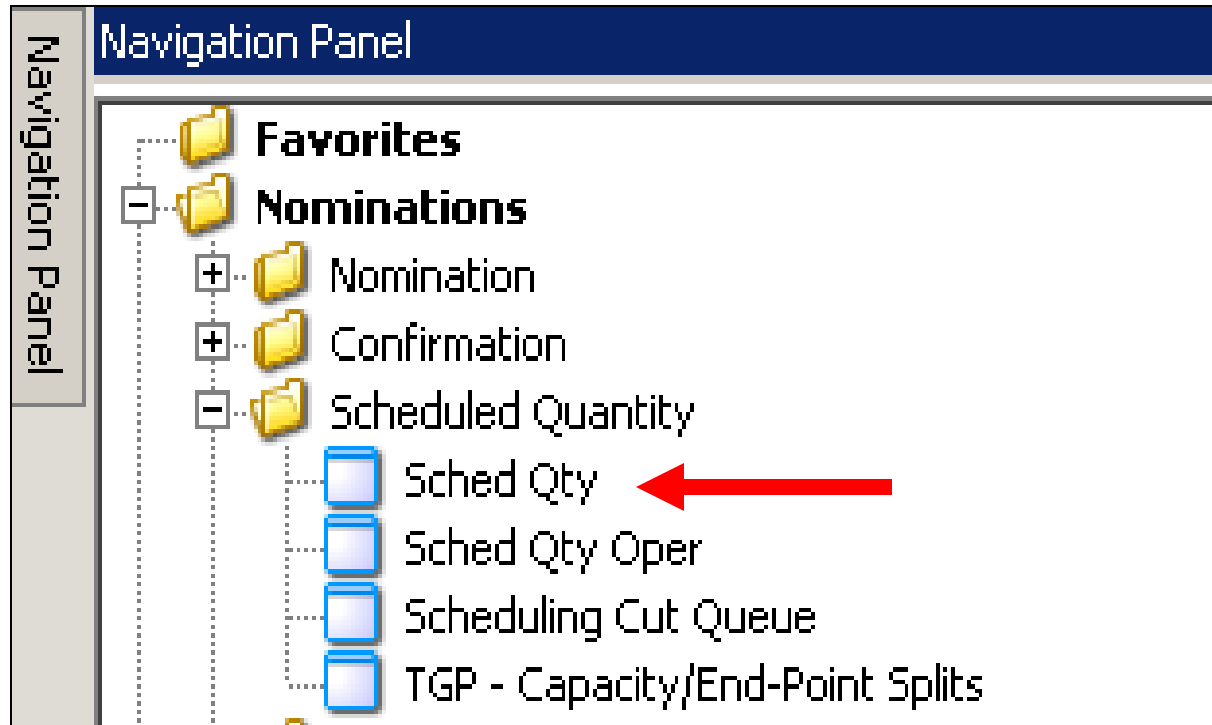 Navigation Panel
Navigation Panel
Favorites
Nominations
Nomination
Confirmation
Scheduled Quantity
Sched Qty
Sched Qty Oper
Scheduling Cut Queue
TGP - Capacity/End-Point Splits